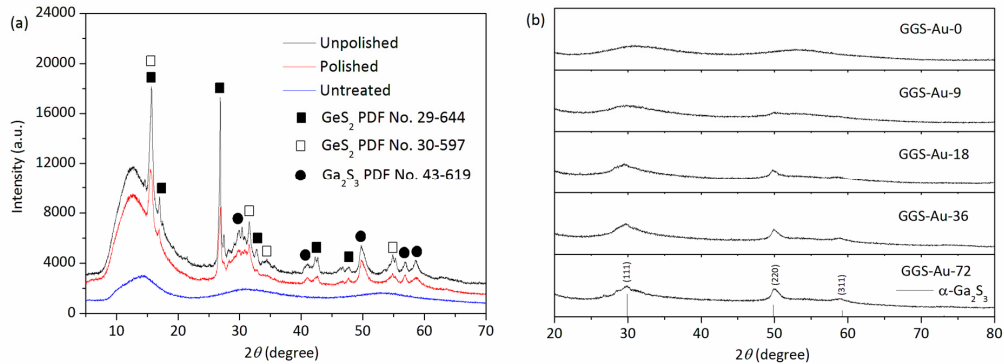 (a)
Intensity (a.u.)
24000
20000
16000
12000
8000
4000
0
Unpolished
Polished
Untreated
GeS2 PDF No. 29-644
GeS2 PDF No. 30-597
Ga2S3 PDF No. 43-619
5 10 20 30 40 50 60 70
2θ (degree)
(b)
GGS-Au-0
GGS-Au-9
GGS-Au-18
GGS-Au-36
GGS-Au-72
α-Ga2S3
(111)
(220)
(311)
20 30 40 50 60 70 80
2θ (degree)